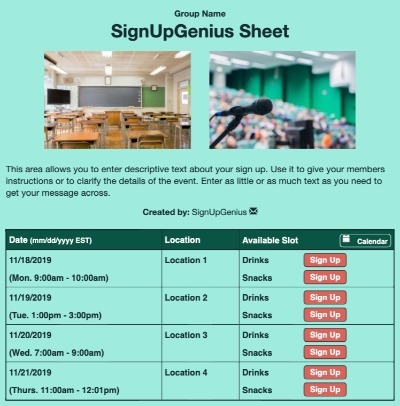 Group Name
SignUpGenius Sheet
This area allows you to enter descriptive text about your sign up. Use it to give your members
instructions or to clarify the details of the event. Enter as little or as much text as you need to
get your message across.
Created by: SignUpGenius
Date (mm/dd/yyyy EST) Location Available Slot Calendar
11/18/2019 Location 1 Drinks Sign Up
(Mon. 9:00am - 10:00am) Snacks Sign Up
11/19/2019 Location 2 Drinks Sign Up
(Tue. 1:00pm - 3:00pm) Snacks Sign Up
11/20/2019 Location 3 Drinks Sign Up
(Wed. 7:00am - 9:00am) Snacks Sign Up
11/21/2019 Location 4 Drinks Sign Up
(Thurs. 11:00am - 12:01pm) Snacks Sign Up